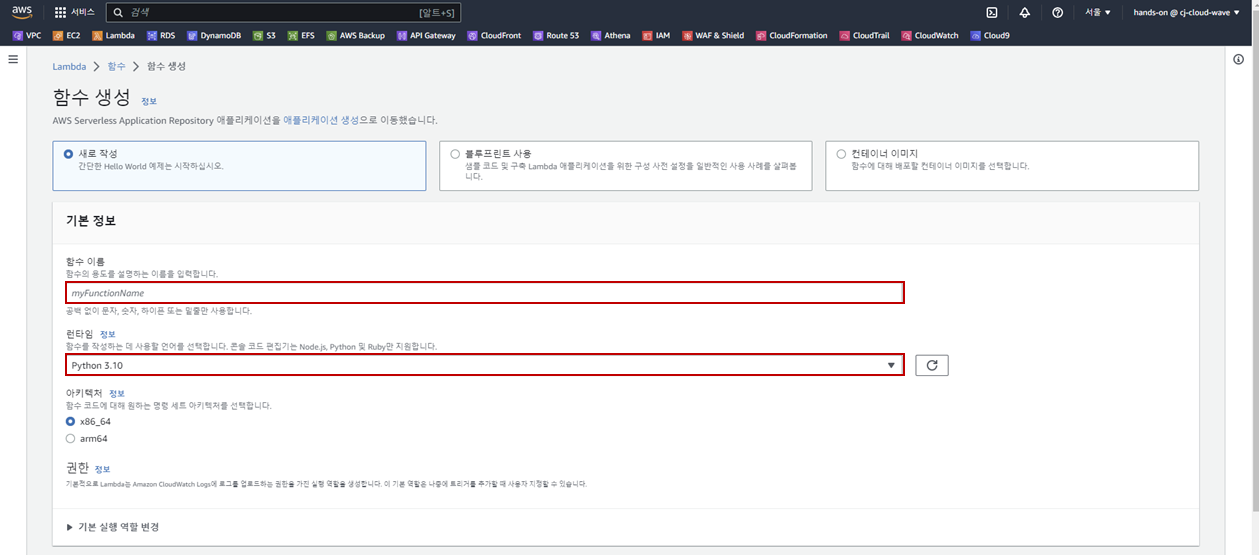 aws 서비스 검색 [알트+S] 서울 ▼ hands-on @ cj-cloud-wave ▼
VPC EC2 Lambda RDS DynamoDB S3 EFS AWS Backup API Gateway CloudFront Route 53 Athena IAM WAF & Shield CloudFormation CloudTrail CloudWatch Cloud9
Lambda > 함수 > 함수 생성
함수 생성 정보
AWS Serverless Application Repository 애플리케이션을 애플리케이션 생성으로 이동했습니다.
새로 작성
간단한 Hello World 예제는 시작하십시오.
블루프린트 사용
샘플 코드 및 구축 Lambda 애플리케이션을 위한 구성 사전 설정을 일반적인 사용 사례를 살펴봅
니다.
컨테이너 이미지
함수에 대해 배포할 컨테이너 이미지를 선택합니다.
기본 정보
함수 이름
함수의 용도를 설명하는 이름을 입력합니다.
myFunctionName
공백 없이 문자, 숫자, 하이픈 또는 밑줄만 사용합니다.
런타임 정보
함수를 작성하는 데 사용할 언어를 선택합니다. 콘솔 코드 편집기는 Node.js, Python 및 Ruby만 지원합니다.
Python 3.10
아키텍처 정보
함수 코드에 대해 원하는 명령 세트 아키텍처를 선택합니다.
x86_64
arm64
권한 정보
기본적으로 Lambda는 Amazon CloudWatch Logs에 로그를 업로드하는 권한을 가진 실행 역할을 생성합니다. 이 기본 역할은 나중에 트리거를 추가할 때 사용자 지정할 수 있습니다.
기본 실행 역할 변경